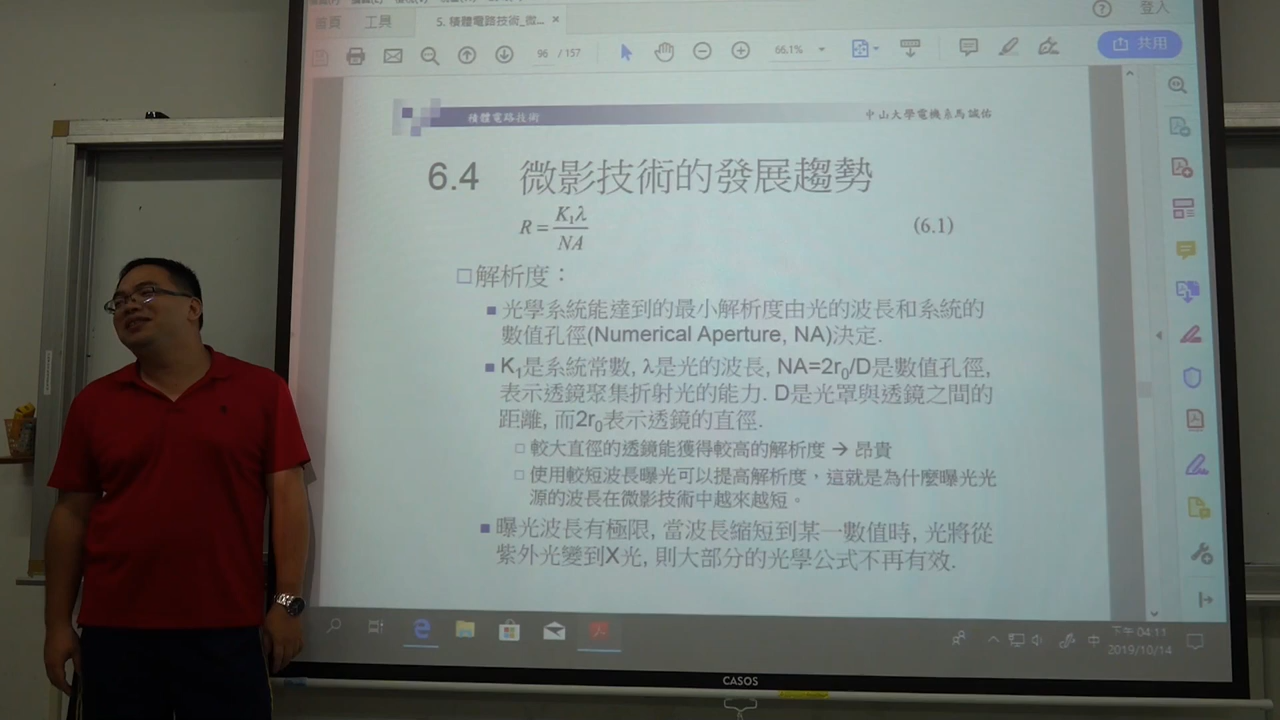 首頁 工具 5. 積體電路技術_微... × 登入
96 / 157 66.1% 共用
積體電路技術 中山大學電機系馬誠佑
6.4 微影技術的發展趨勢
R = K₁λ / NA (6.1)
□解析度：
■ 光學系統能達到的最小解析度由光的波長和系統的
數值孔徑(Numerical Aperture, NA)決定.
■ K₁是系統常數, λ是光的波長, NA=2r₀/D是數值孔徑,
表示透鏡聚集折射光的能力. D是光罩與透鏡之間的
距離, 而2r₀表示透鏡的直徑.
□ 較大直徑的透鏡能獲得較高的解析度 → 昂貴
□ 使用較短波長曝光可以提高解析度，這就是為什麼曝光光
源的波長在微影技術中越來越短。
■ 曝光波長有極限, 當波長縮短到某一數值時, 光將從
紫外光變到X光, 則大部分的光學公式不再有效.
中 下午 04:11
2019/10/14
CASOS